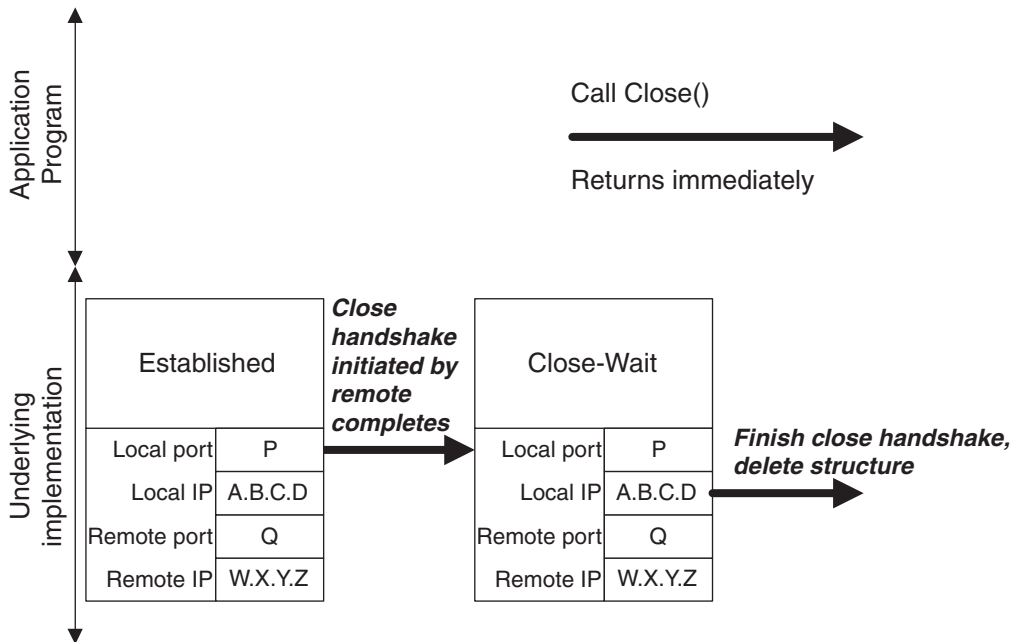 Application
Program
Call Close()
Returns immediately
Underlying
implementation
Established
Local port P
Local IP A.B.C.D
Remote port Q
Remote IP W.X.Y.Z
Close
handshake
initiated by
remote
completes
Close-Wait
Local port P
Local IP A.B.C.D
Remote port Q
Remote IP W.X.Y.Z
Finish close handshake,
delete structure